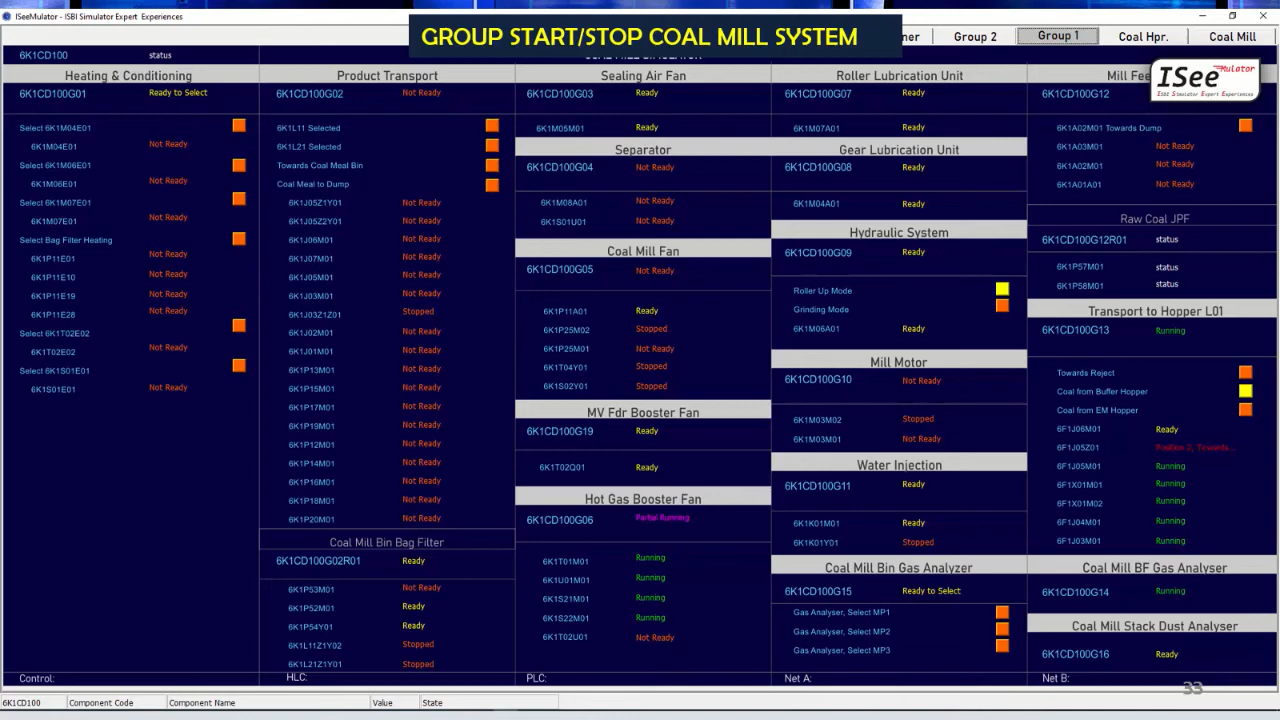 ISeeMulator - ISBI Simulator Expert Experiences
GROUP START/STOP COAL MILL SYSTEM
Group 2
Group 1
Coal Hpr.
Coal Mill
6K1CD100
status
ISee Mulator
ISBI SIMULATOR EXPERT EXPERIENCES
Heating & Conditioning
6K1CD100G01 Ready to Select
Select 6K1M04E01
6K1M04E01 Not Ready
Select 6K1M06E01
6K1M06E01 Not Ready
Select 6K1M07E01
6K1M07E01 Not Ready
Select Bag Filter Heating
6K1P11E01 Not Ready
6K1P11E10 Not Ready
6K1P11E19 Not Ready
6K1P11E28 Not Ready
Select 6K1T02E02
6K1T02E02 Not Ready
Select 6K1S01E01
6K1S01E01 Not Ready
Product Transport
6K1CD100G02 Not Ready
6K1L11 Selected
6K1L21 Selected
Towards Coal Meal Bin
Coal Meal to Dump
6K1J05Z1Y01 Not Ready
6K1J05Z2Y01 Not Ready
6K1J06M01 Not Ready
6K1J07M01 Not Ready
6K1J05M01 Not Ready
6K1J03M01 Not Ready
6K1J03Z1Z01 Stopped
6K1J02M01 Not Ready
6K1J01M01 Not Ready
6K1P13M01 Not Ready
6K1P15M01 Not Ready
6K1P17M01 Not Ready
6K1P19M01 Not Ready
6K1P12M01 Not Ready
6K1P14M01 Not Ready
6K1P16M01 Not Ready
6K1P18M01 Not Ready
6K1P20M01 Not Ready
Coal Mill Bin Bag Filter
6K1CD100G02R01 Ready
6K1P53M01 Not Ready
6K1P52M01 Ready
6K1P54Y01 Ready
6K1L11Z1Y02 Stopped
6K1L21Z1Y01 Stopped
Sealing Air Fan
6K1CD100G03 Ready
6K1M05M01 Ready
Separator
6K1CD100G04 Not Ready
6K1M08A01 Not Ready
6K1S01U01 Not Ready
Coal Mill Fan
6K1CD100G05 Not Ready
6K1P11A01 Ready
6K1P25M02 Stopped
6K1P25M01 Not Ready
6K1T04Y01 Stopped
6K1S02Y01 Stopped
MV Fdr Booster Fan
6K1CD100G19 Ready
6K1T02Q01 Ready
Hot Gas Booster Fan
6K1CD100G06 Partial Running
6K1T01M01 Running
6K1U01M01 Running
6K1S21M01 Running
6K1S22M01 Running
6K1T02U01 Not Ready
Roller Lubrication Unit
6K1CD100G07 Ready
6K1M07A01 Ready
Gear Lubrication Unit
6K1CD100G08 Ready
6K1M04A01 Ready
Hydraulic System
6K1CD100G09 Ready
Roller Up Mode
Grinding Mode
6K1M06A01 Ready
Mill Motor
6K1CD100G10 Not Ready
6K1M03M02 Stopped
6K1M03M01 Not Ready
Water Injection
6K1CD100G11 Ready
6K1K01M01 Ready
6K1K01Y01 Stopped
Coal Mill Bin Gas Analyzer
6K1CD100G15 Ready to Select
Gas Analyser, Select MP1
Gas Analyser, Select MP2
Gas Analyser, Select MP3
Mill
6K1CD100G12
6K1A02M01 Towards Dump
6K1A03M01 Not Ready
6K1A02M01 Not Ready
6K1A01A01 Not Ready
Raw Coal JPF
6K1CD100G12R01 status
6K1P57M01 status
6K1P58M01 status
Transport to Hopper L01
6K1CD100G13 Running
Towards Reject
Coal from Buffer Hopper
Coal from EM Hopper
6F1J06M01 Ready
6F1J05Z01 Position 2, Towards...
6F1J05M01 Running
6F1X01M01 Running
6F1X01M02 Running
6F1J04M01 Running
6F1J03M01 Running
Coal Mill BF Gas Analyser
6K1CD100G14 Running
Coal Mill Stack Dust Analyser
6K1CD100G16 Ready
Control:
HLC:
PLC:
Net A:
Net B:
33
6K1CD100
Component Code
Component Name
Value
State